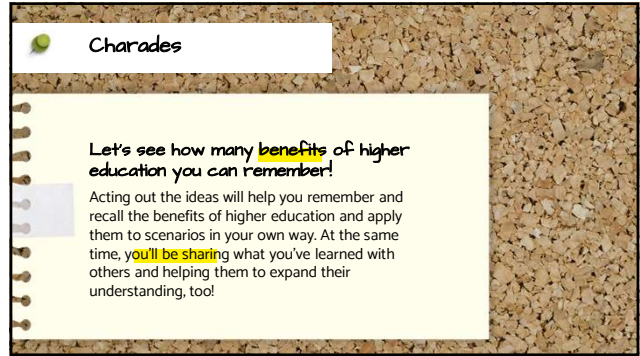 Charades
Let's see how many benefits of higher
education you can remember!
Acting out the ideas will help you remember and
recall the benefits of higher education and apply
them to scenarios in your own way. At the same
time, you'll be sharing what you've learned with
others and helping them to expand their
understanding, too!